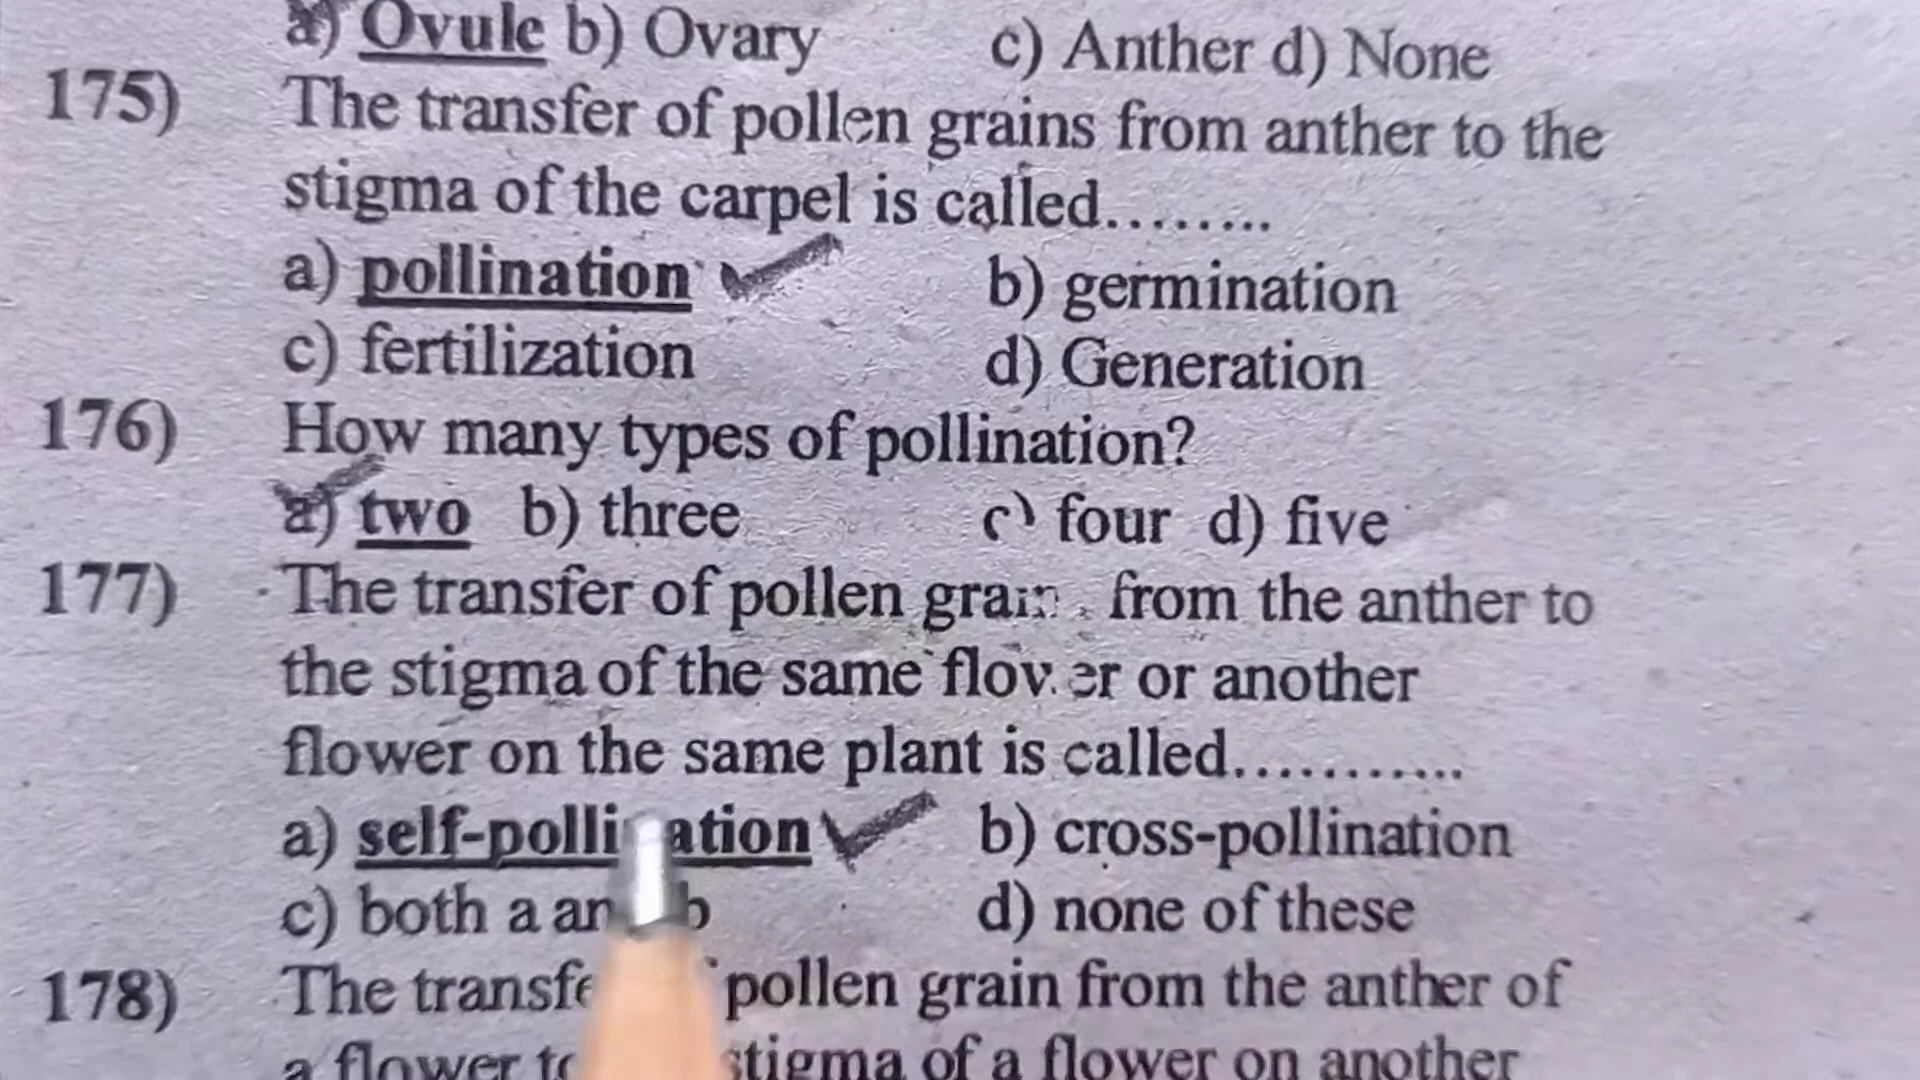 a) Ovule b) Ovary c) Anther d) None
175) The transfer of pollen grains from anther to the
stigma of the carpel is called........
a) pollination b) germination
c) fertilization d) Generation
176) How many types of pollination?
a) two b) three c) four d) five
177) The transfer of pollen from the anther to
the stigma of the same flower or another
flower on the same plant is called...........
a) self-pollination b) cross-pollination
c) both a b d) none of these
178) The pollen grain from the anther of
a flower stigma of a flower on another